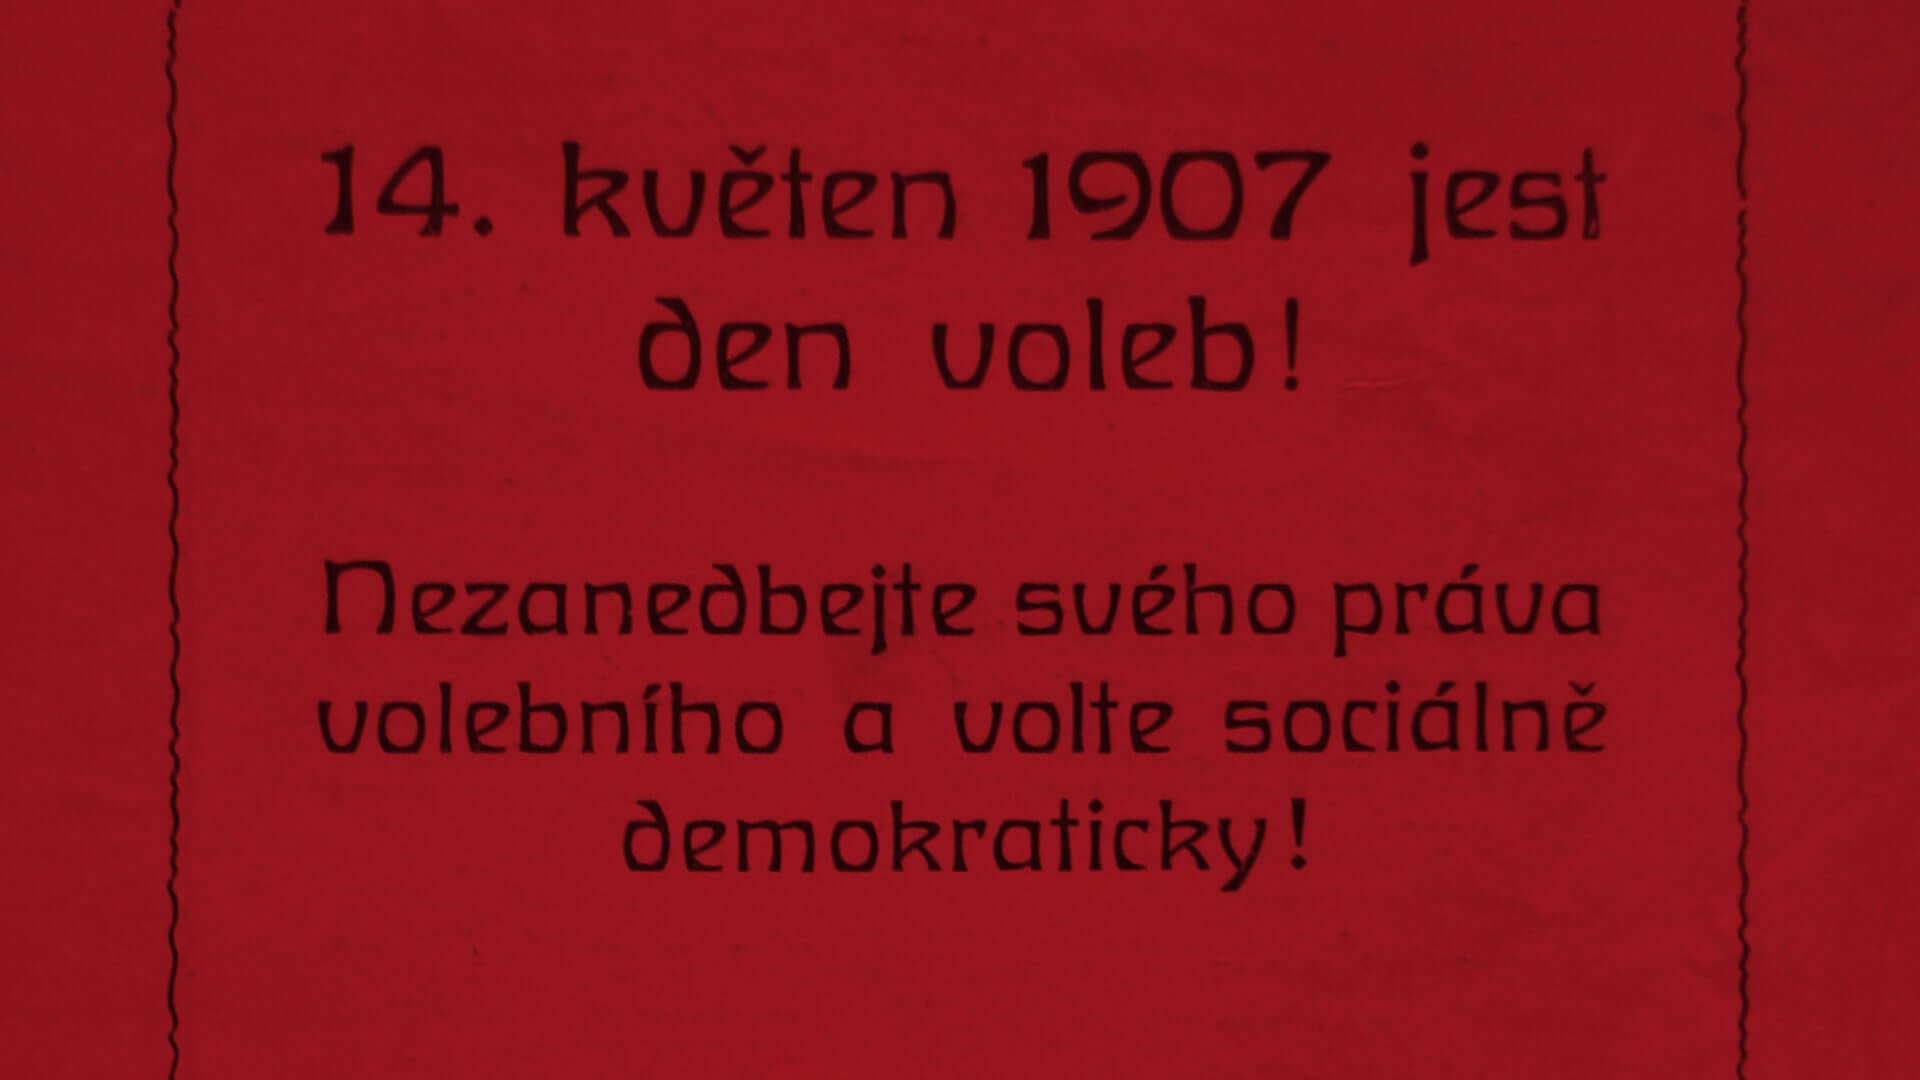 14. květen 1907 jest
den voleb!
Nezanedbejte svého práva
volebního a volte sociálně
demokraticky!